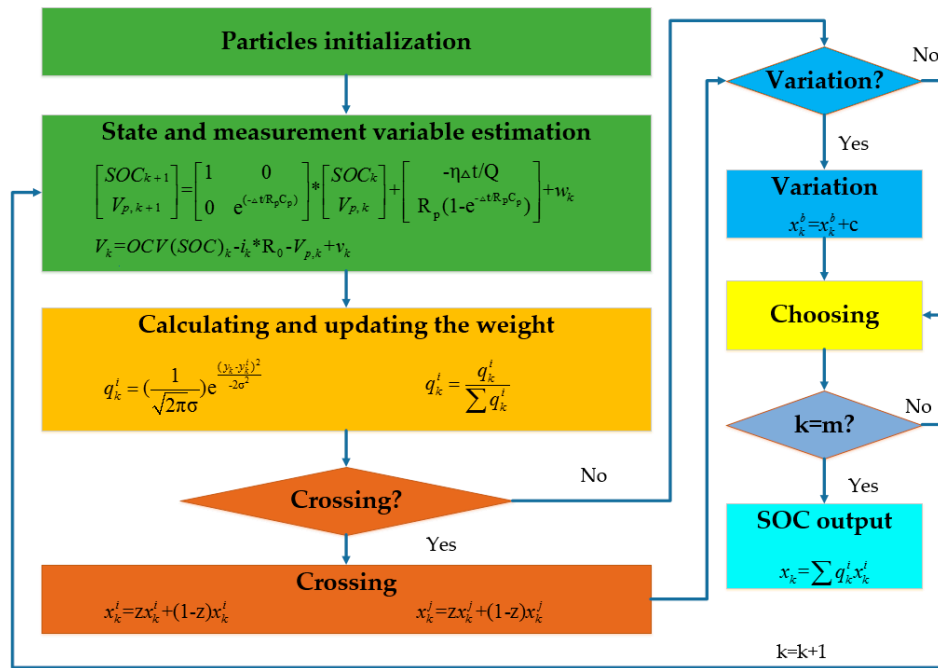 Particles initialization
State and measurement variable estimation
[SOC_{k+1} V_{p,k+1}] = [1 0 0 e^{(-△t/R_pC_p)}] * [SOC_k V_{p,k}] + [-η△t/Q R_p(1-e^{-△t/R_pC_p})] + w_k
V_k=OCV(SOC)_k-i_k*R_0-V_{p,k}+v_k
Calculating and updating the weight
q_k^i = (1/√2πσ)e^{(y_k-y_k^i)^2/-2σ^2} q_k^i = q_k^i/∑q_k^i
Crossing?
No
Yes
Crossing
x_k^i=zx_k^i+(1-z)x_k^i x_k^j=zx_k^j+(1-z)x_k^j
Variation?
No
Yes
Variation
x_k^b=x_k^b+c
Choosing
k=m?
No
Yes
SOC output
x_k=∑q_k^i x_k^i
k=k+1